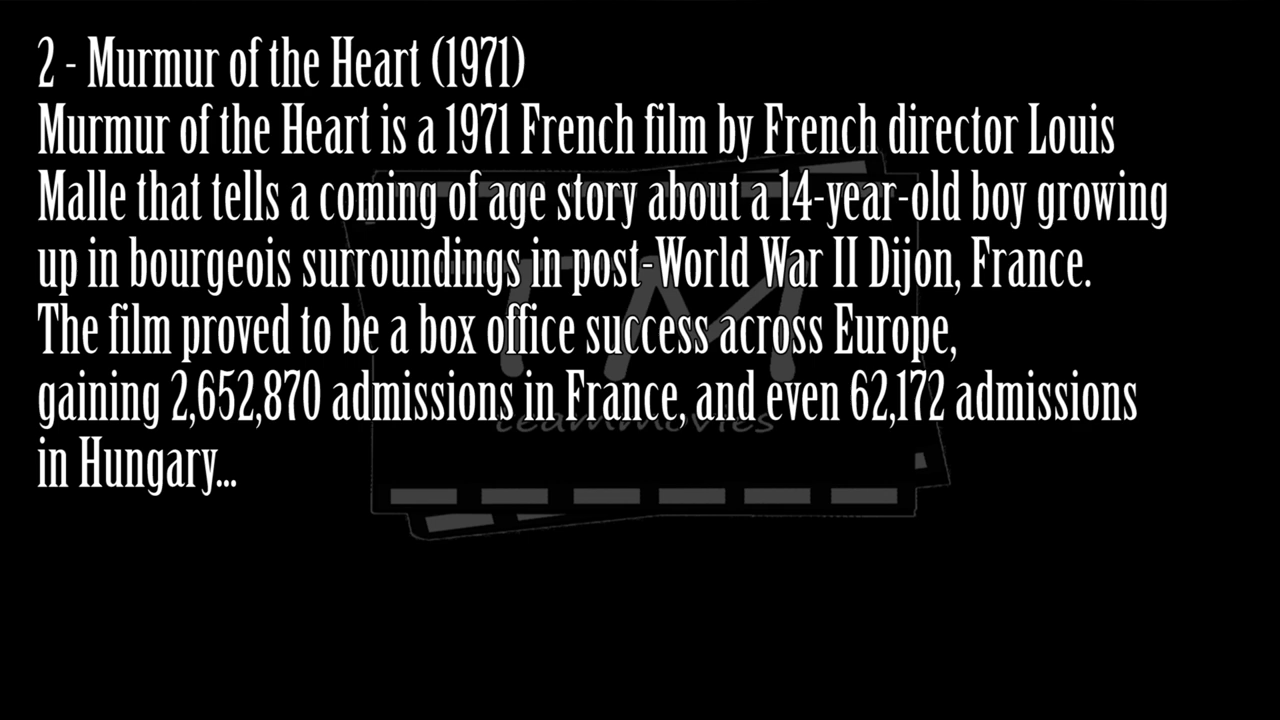 2 - Murmur of the Heart (1971)
Murmur of the Heart is a 1971 French film by French director Louis
Malle that tells a coming of age story about a 14-year-old boy growing
up in bourgeois surroundings in post-World War II Dijon, France.
The film proved to be a box office success across Europe,
gaining 2,652,870 admissions in France, and even 62,172 admissions
in Hungary...
TM
teammovies